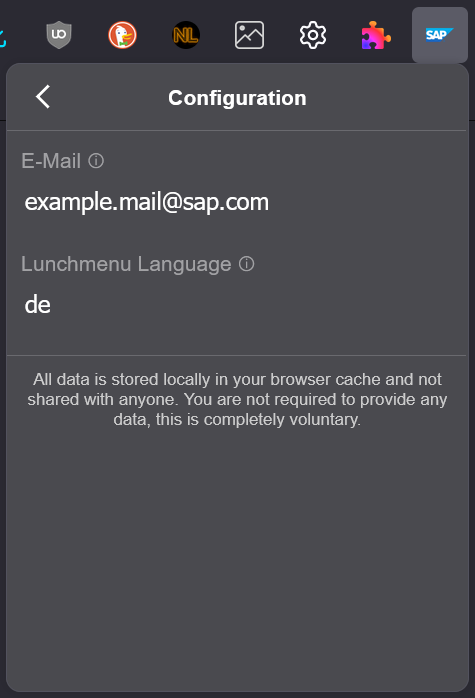 UO
NL
SAP
Configuration
E-Mail
example.mail@sap.com
Lunchmenu Language
de
All data is stored locally in your browser cache and not
shared with anyone. You are not required to provide any
data, this is completely voluntary.